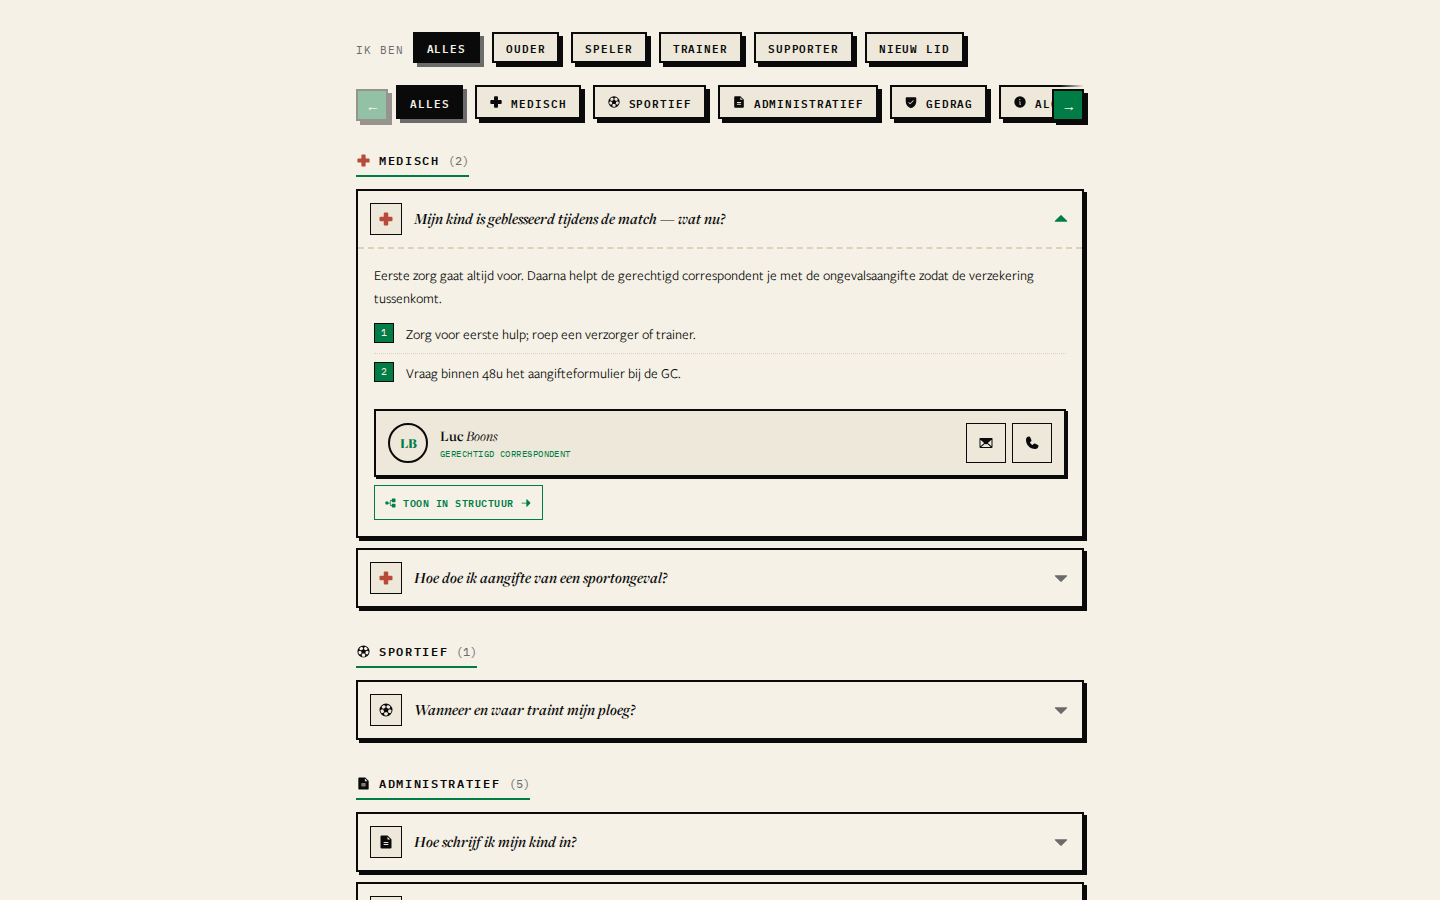 IK BEN ALLES OUDER SPELER TRAINER SUPPORTER NIEUW LID
← ALLES MEDISCH SPORTIEF ADMINISTRATIEF GEDRAG →
MEDISCH (2)
Mijn kind is geblesseerd tijdens de match — wat nu?
Eerste zorg gaat altijd voor. Daarna helpt de gerechtigd correspondent je met de ongevalsaangifte zodat de verzekering
tussenkomt.
1 Zorg voor eerste hulp; roep een verzorger of trainer.
2 Vraag binnen 48u het aangifteformulier bij de GC.
LB Luc Boons
GERECHTIGD CORRESPONDENT
TOON IN STRUCTUUR →
Hoe doe ik aangifte van een sportongeval?
SPORTIEF (1)
Wanneer en waar traint mijn ploeg?
ADMINISTRATIEF (5)
Hoe schrijf ik mijn kind in?